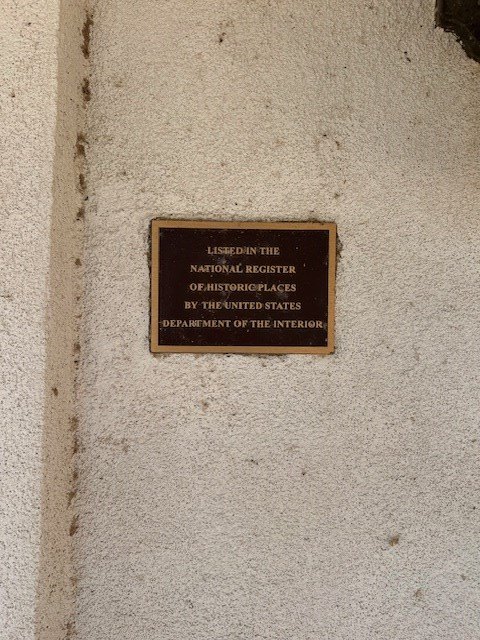 LISTED IN THE
NATIONAL REGISTER
OF HISTORIC PLACES
BY THE UNITED STATES
DEPARTMENT OF THE INTERIOR